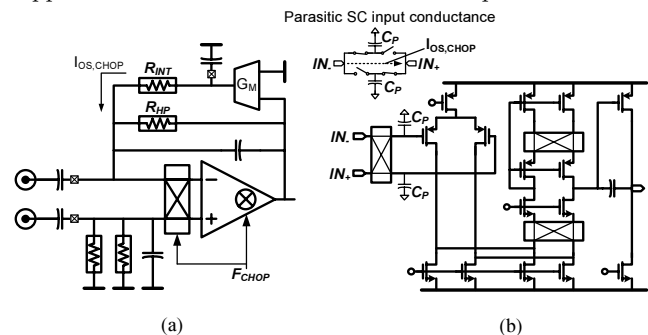 Parasitic SC input conductance
I_OS,CHOP
R_INT
G_M
R_HP
F_CHOP
C_P
I_OS,CHOP
IN-
IN+
C_P
C_P
IN-
IN+
C_P
(a)
(b)